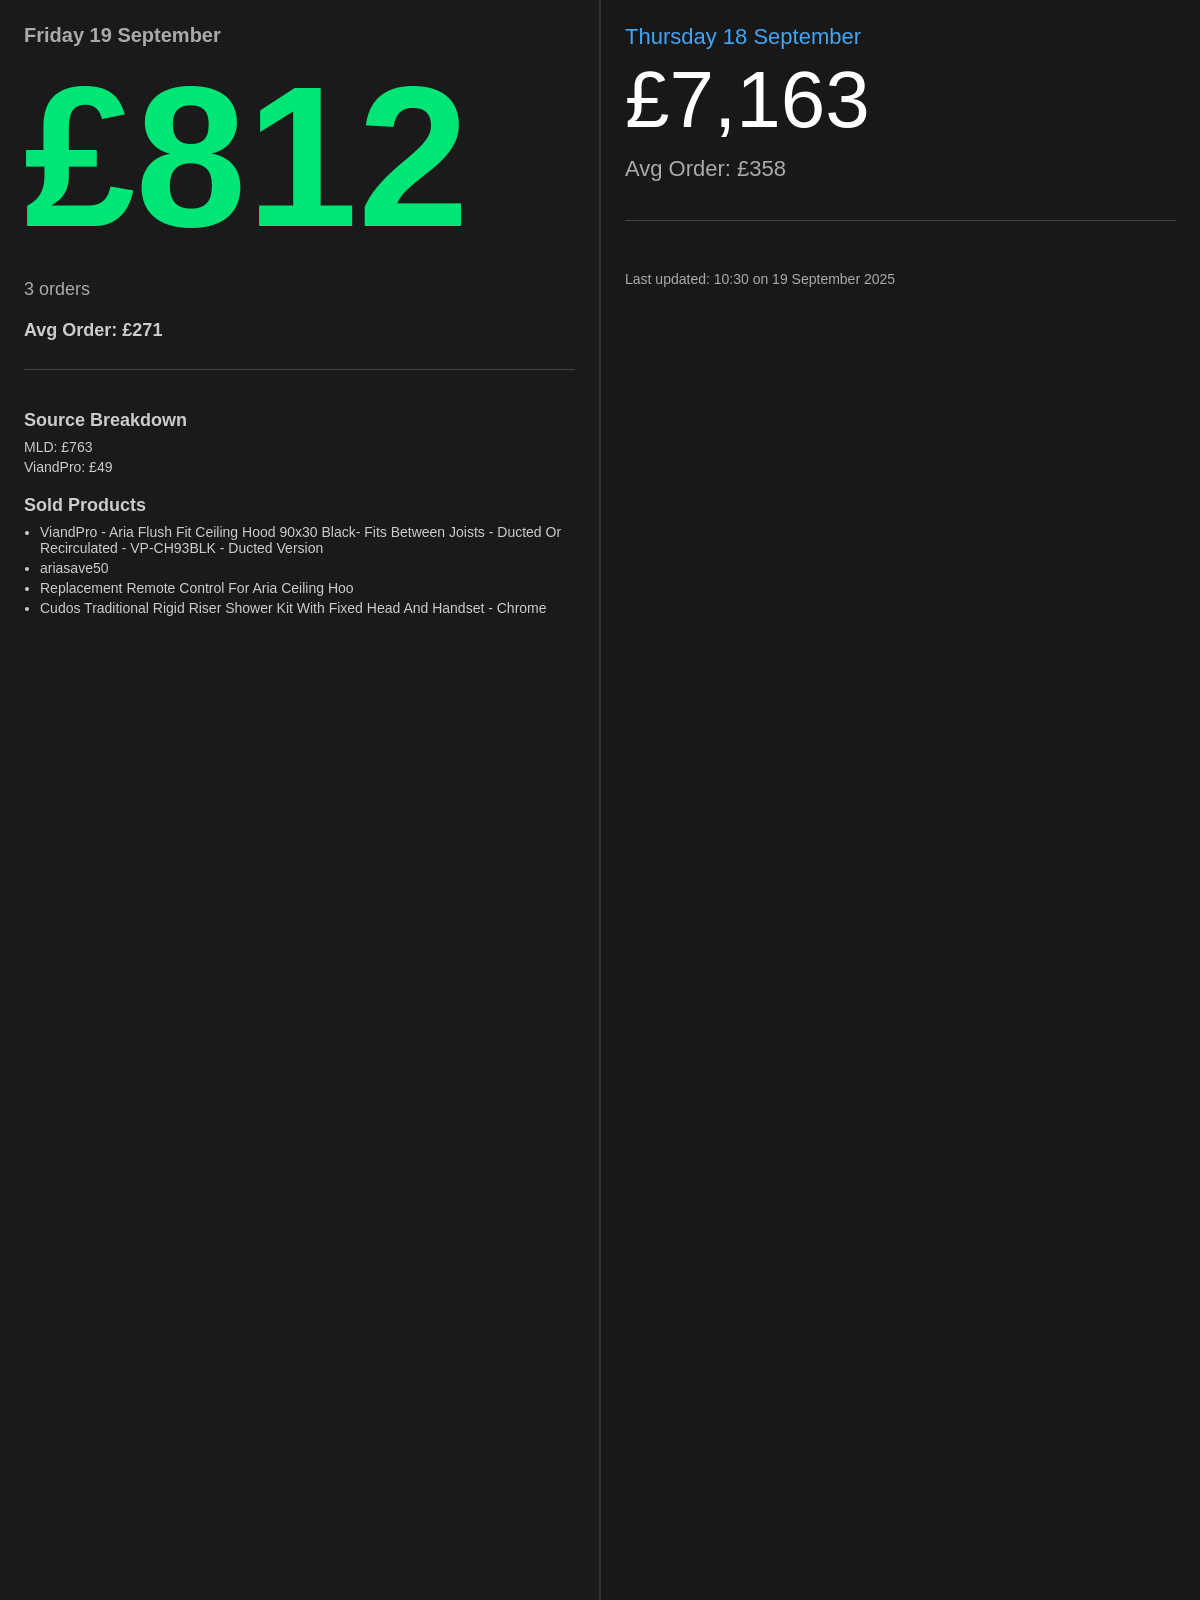 Friday 19 September
£812
3 orders
Avg Order: £271
Source Breakdown
MLD: £763
ViandPro: £49
Sold Products
• ViandPro - Aria Flush Fit Ceiling Hood 90x30 Black- Fits Between Joists - Ducted Or
Recirculated - VP-CH93BLK - Ducted Version
• ariasave50
• Replacement Remote Control For Aria Ceiling Hoo
• Cudos Traditional Rigid Riser Shower Kit With Fixed Head And Handset - Chrome
Thursday 18 September
£7,163
Avg Order: £358
Last updated: 10:30 on 19 September 2025